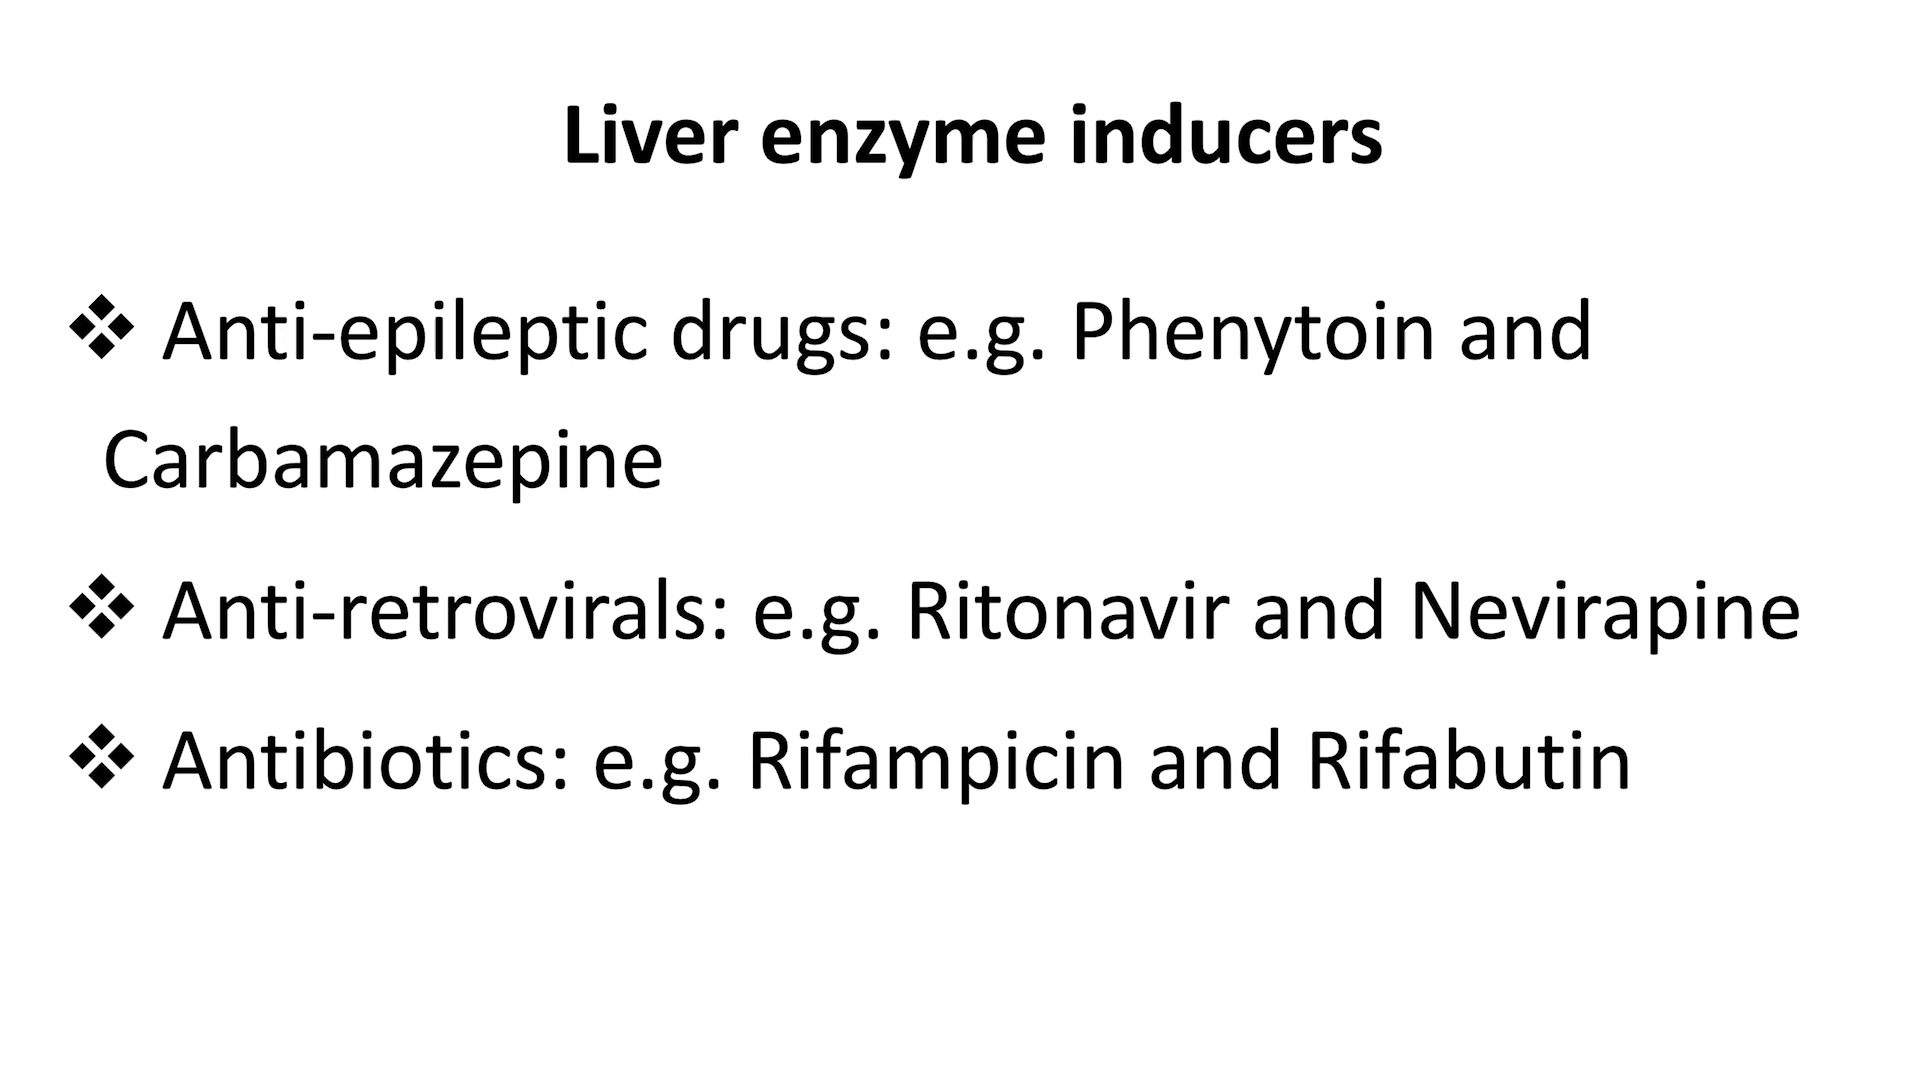 Liver enzyme inducers
❖ Anti-epileptic drugs: e.g. Phenytoin and
Carbamazepine
❖ Anti-retrovirals: e.g. Ritonavir and Nevirapine
❖ Antibiotics: e.g. Rifampicin and Rifabutin